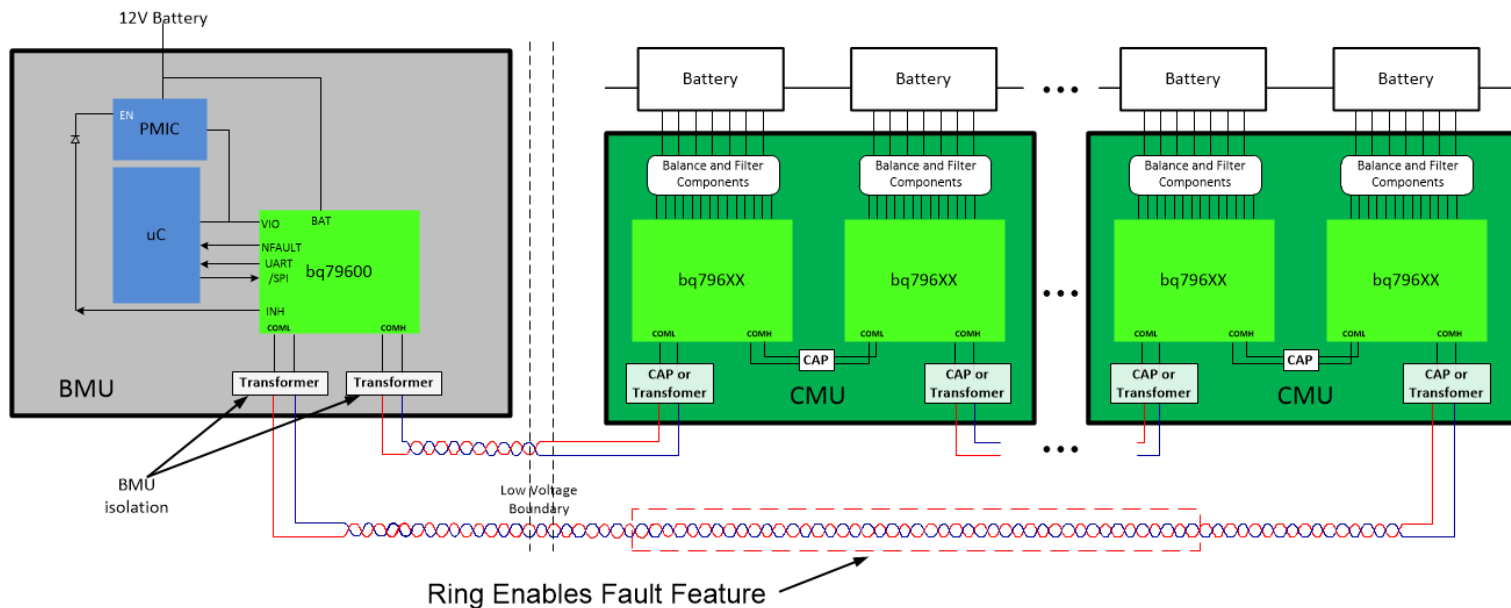 12V Battery
EN
PMIC
uC
VIO
BAT
NFAULT
UART
/SPI
bq79600
INH
COML
COMH
BMU
Transformer
Transformer
BMU
isolation
Low Voltage
Boundary
Battery
Battery
•••
Battery
Battery
Balance and Filter
Components
Balance and Filter
Components
Balance and Filter
Components
Balance and Filter
Components
bq796XX
bq796XX
•••
bq796XX
bq796XX
COML
COMH
COML
COMH
COML
COMH
COML
COMH
CAP
CAP
CAP or
Transfomer
CMU
CAP or
Transfomer
CAP or
Transfomer
CMU
CAP or
Transfomer
•••
Ring Enables Fault Feature